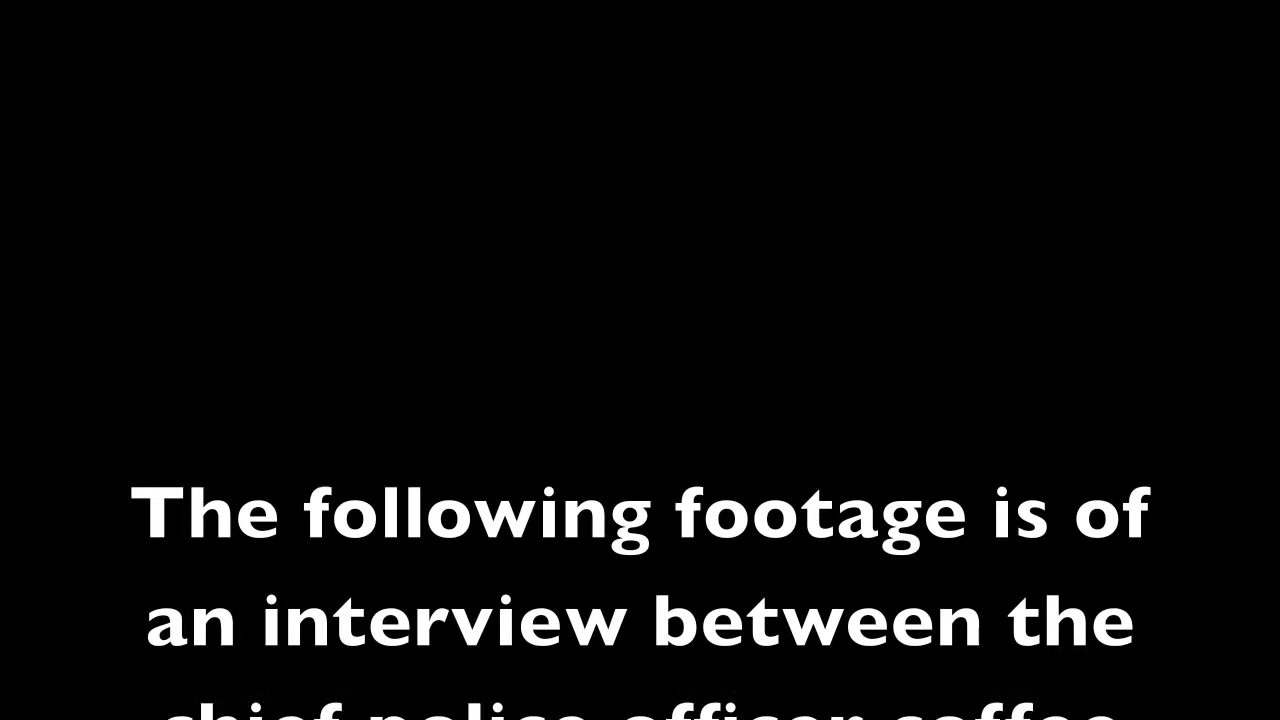 The following footage is of
an interview between the
chief police officer coffee